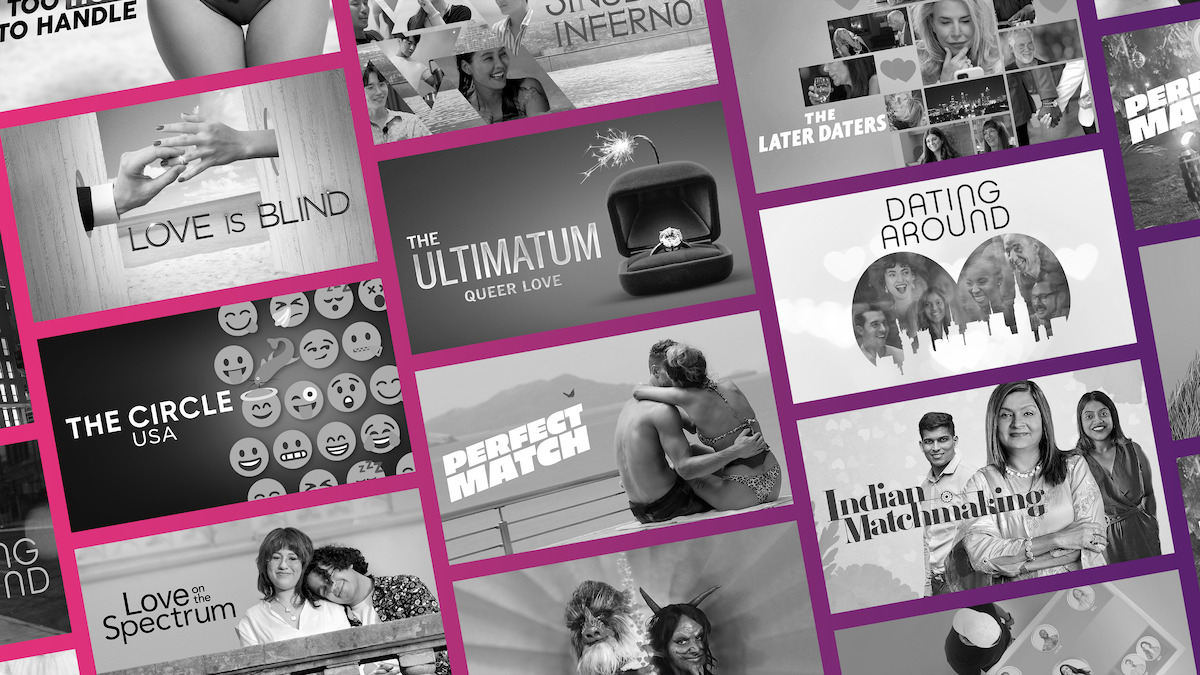 TOO
TO HANDLE
INFERNO
THE
LATER DATERS
LOVE IS BLIND
THE
ULTIMATUM
QUEER LOVE
DATING
AROUND
THE CIRCLE
USA
PERFECT
MATCH
Indian
Matchmaking
Love on the
Spectrum